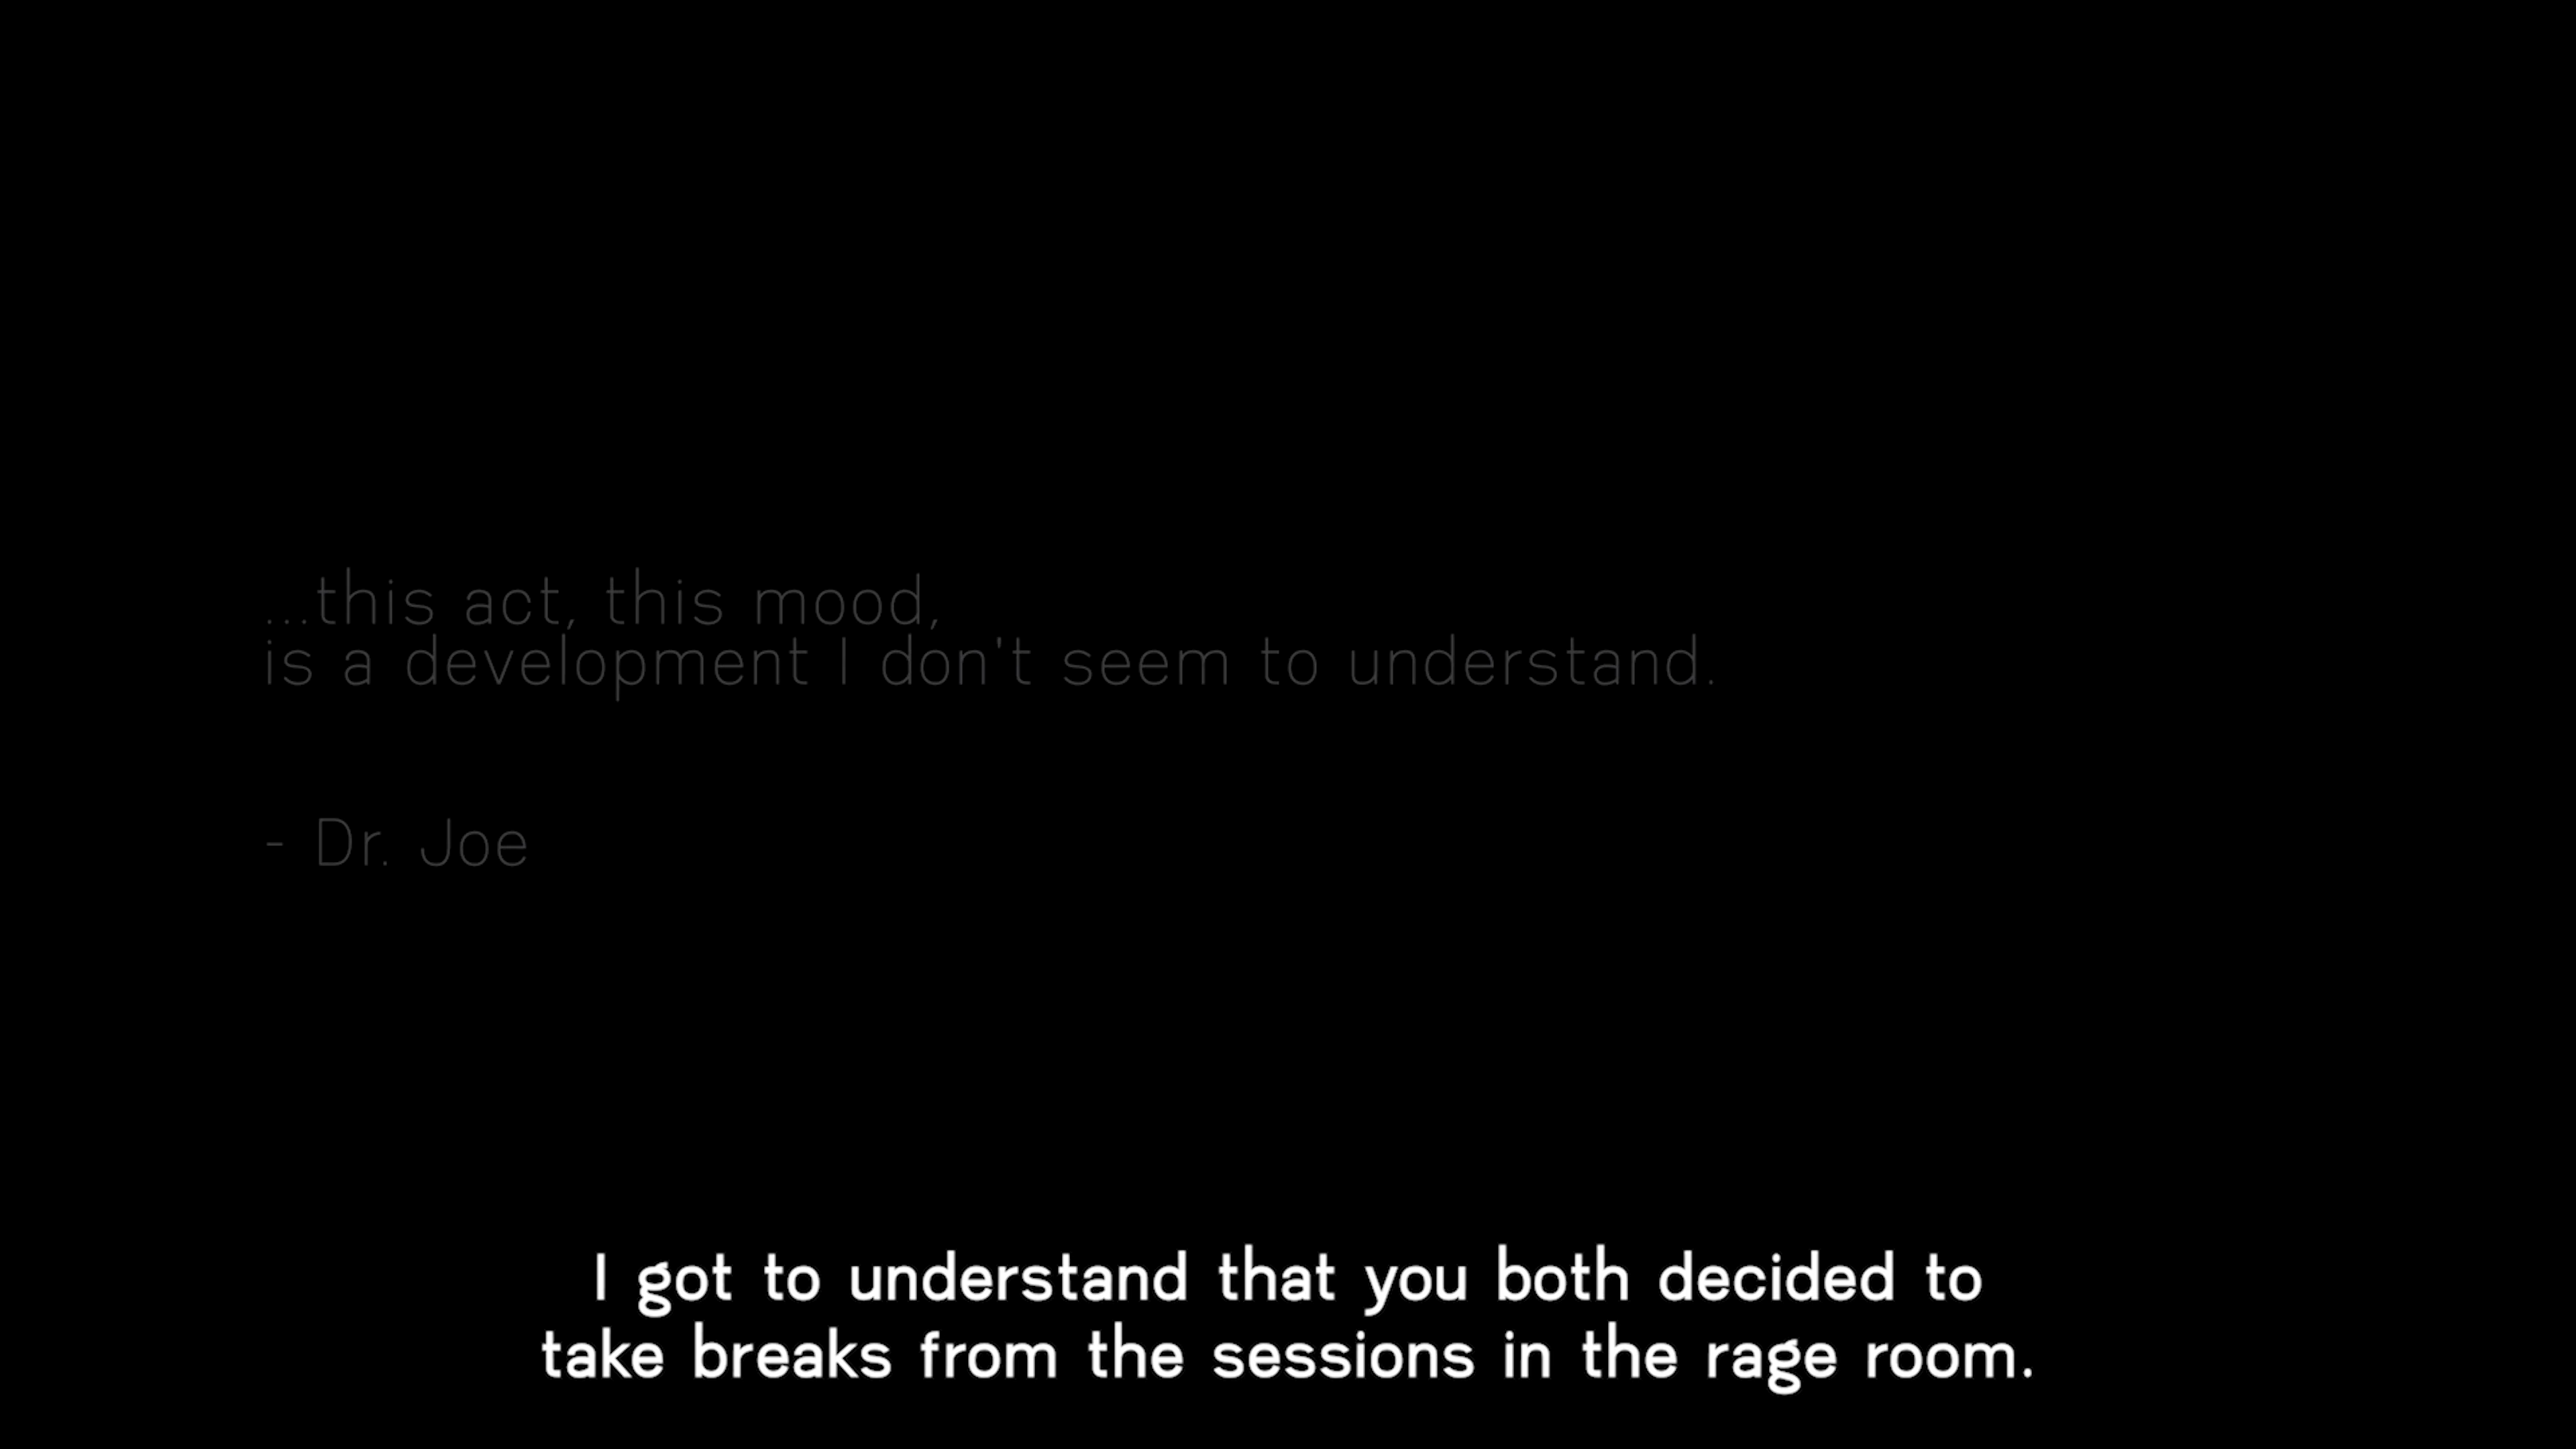 ...this act, this mood,
is a development I don't seem to understand.
- Dr. Joe
I got to understand that you both decided to
take breaks from the sessions in the rage room.